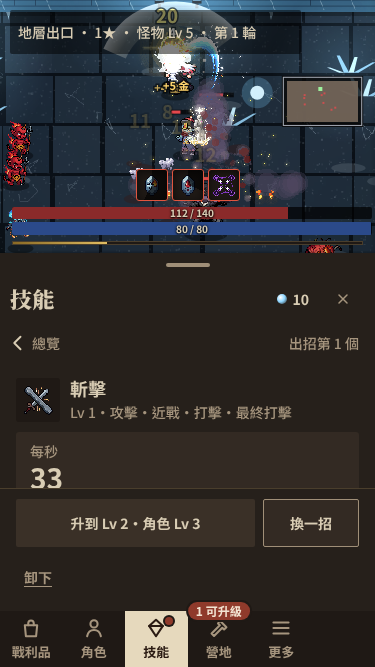 20
地層出口 · 1★ · 怪物 Lv 5 · 第 1 輪
+5 金
8
11
12
112 / 140
80 / 80
技能
10
×
總覽
出招第 1 個
斬擊
Lv 1・攻擊・近戰・打擊・最終打擊
每秒
33
升到 Lv 2・角色 Lv 3
換一招
卸下
1 可升級
戰利品
角色
技能
營地
更多